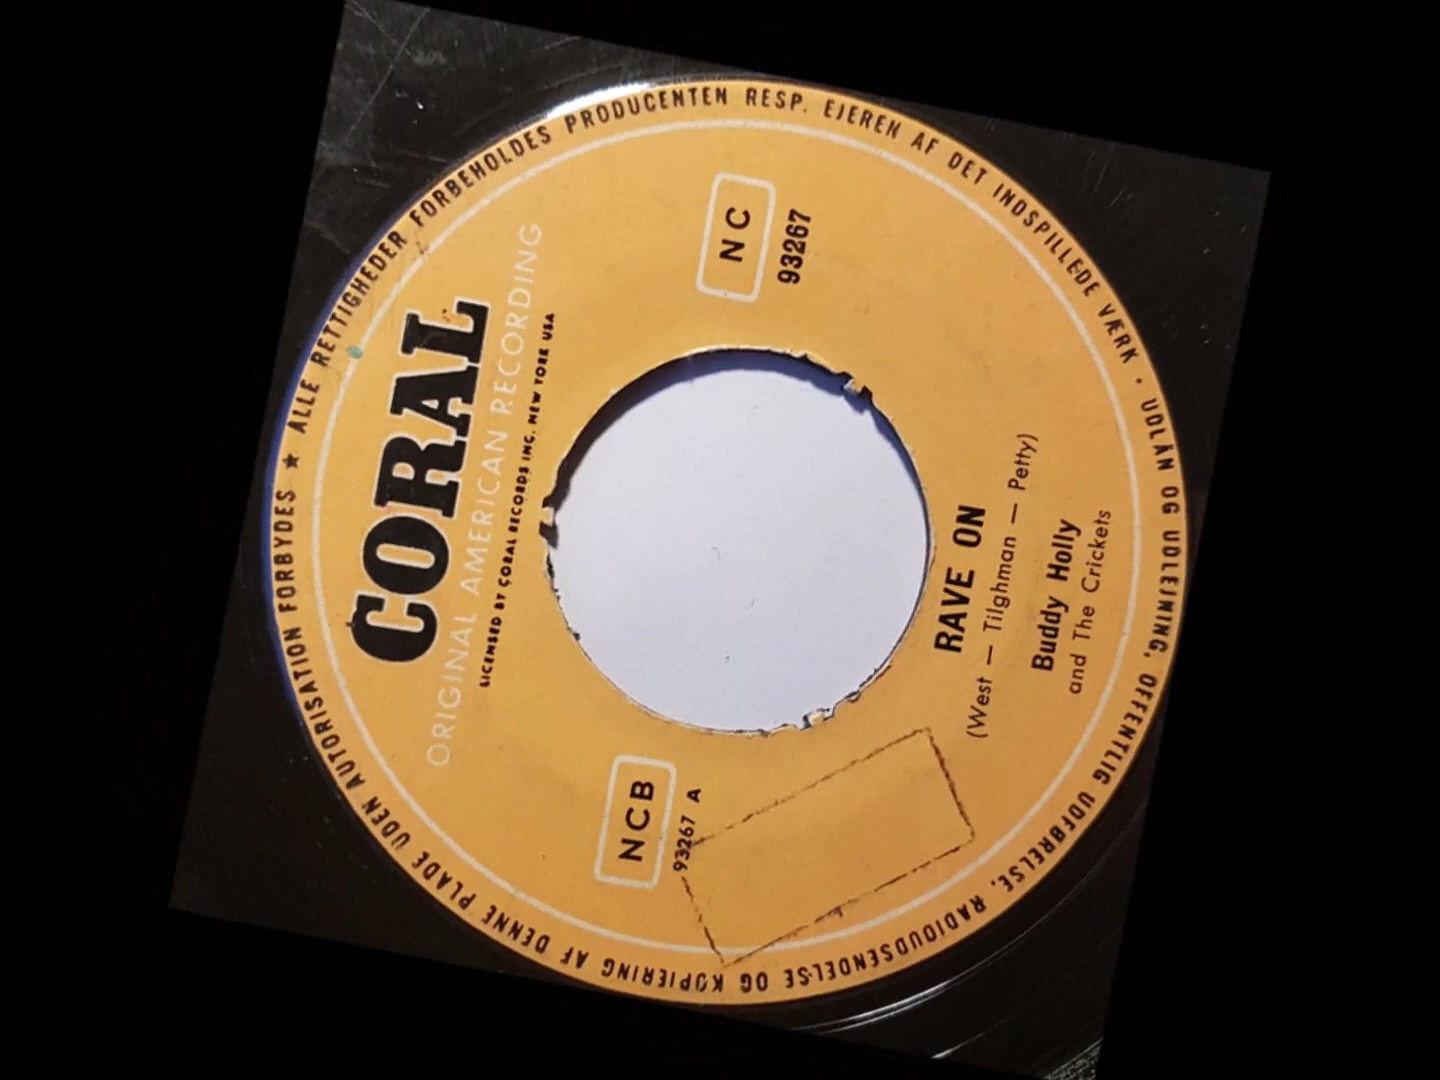 ★ ALLE RETTIGHEDER FORBEHOLDES PRODUCENTEN RESP. EJEREN AF DET INDSPILLEDE VÆRK · UDLÅN OG UDLEJNING, OFFENTLIG UDFØRELSE, RADIOUDSENDELSE OG KOPIERING AF DENNE PLADE UDEN AUTORISATION FORBYDES
CORAL
ORIGINAL AMERICAN RECORDING
LICENSED BY CORAL RECORDS INC. NEW YORK USA
NCB
93267 A
NC
93267
RAVE ON
(West — Tilghman — Petty)
Buddy Holly
and The Crickets